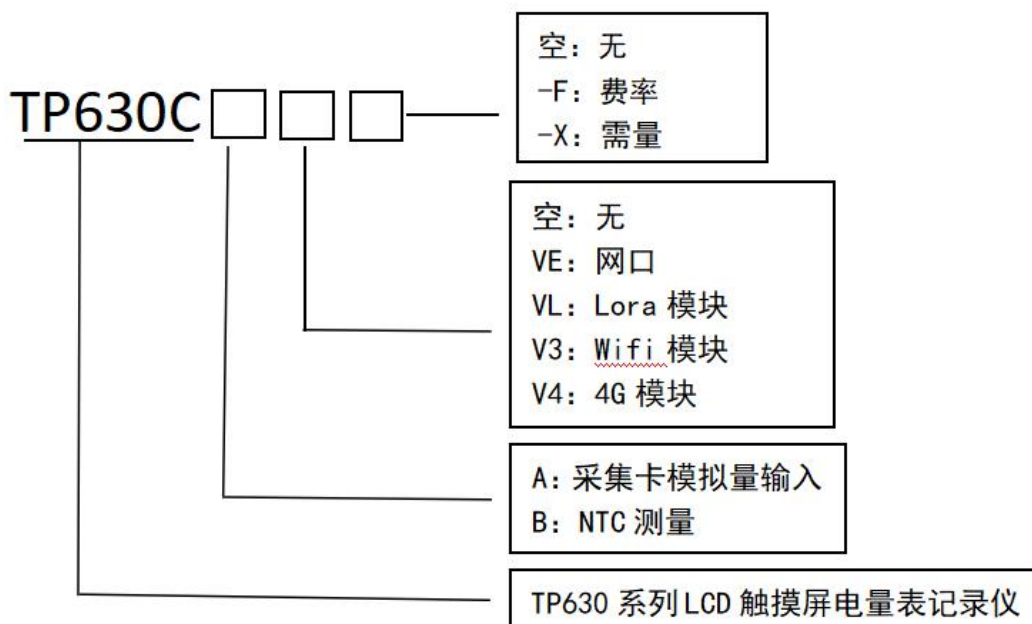 空：无
-F：费率
-X：需量
TP630C
空：无
VE：网口
VL：Lora 模块
V3：Wifi 模块
V4：4G 模块
A：采集卡模拟量输入
B：NTC 测量
TP630 系列 LCD 触摸屏电量表记录仪